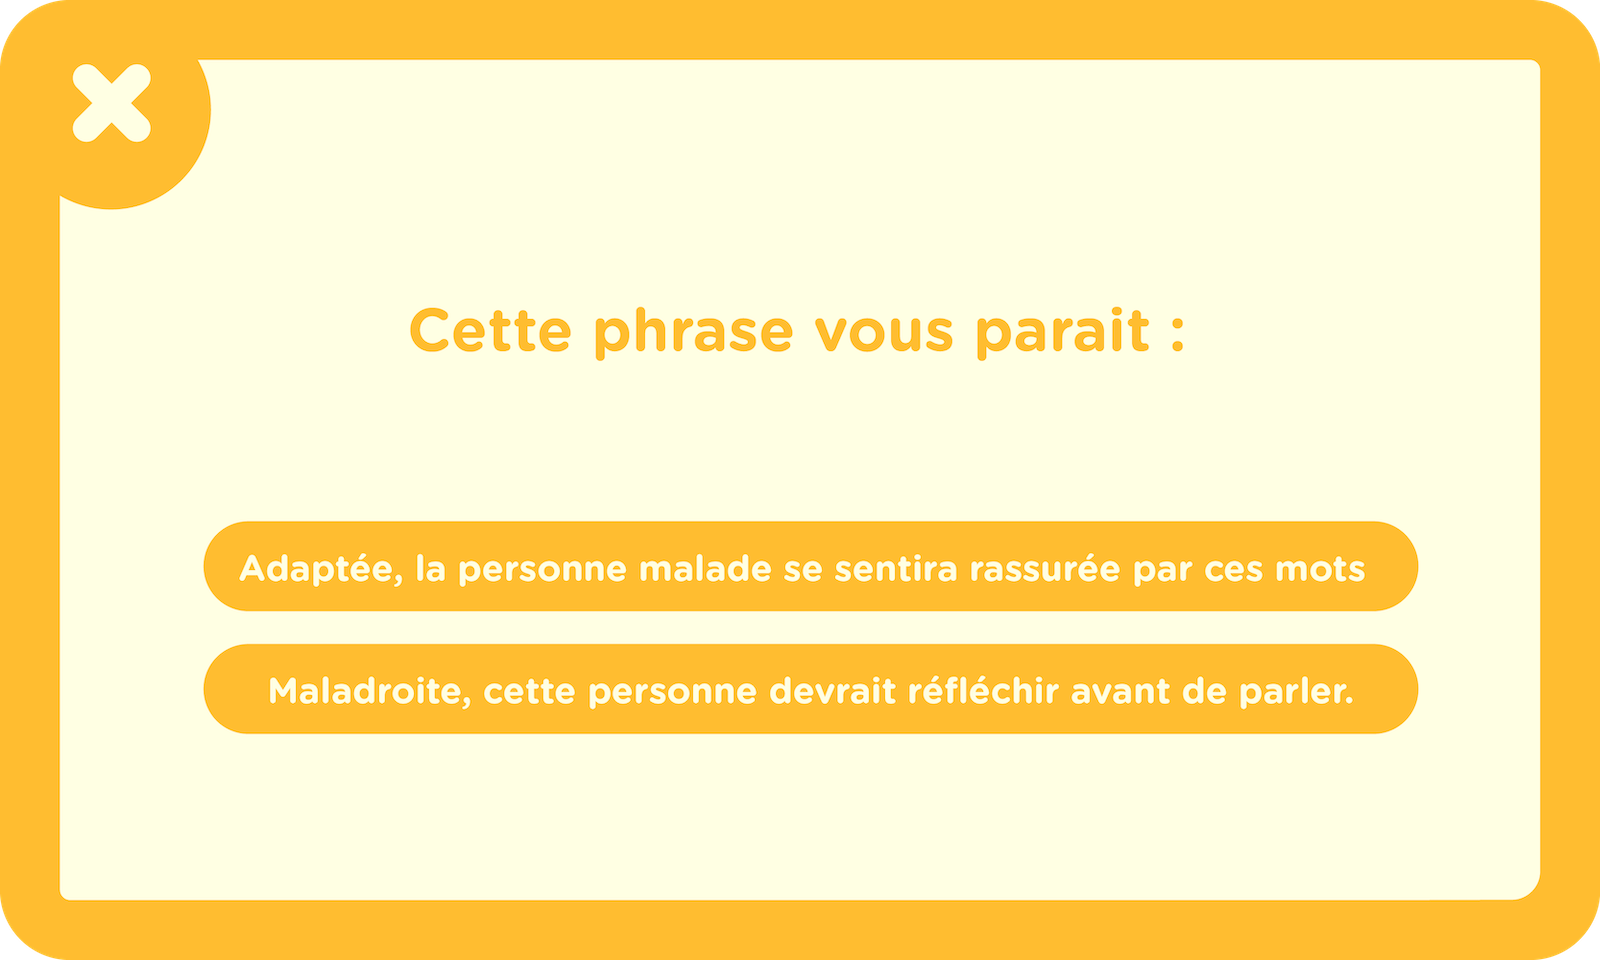 Cette phrase vous parait :
Adaptée, la personne malade se sentira rassurée par ces mots
Maladroite, cette personne devrait réfléchir avant de parler.